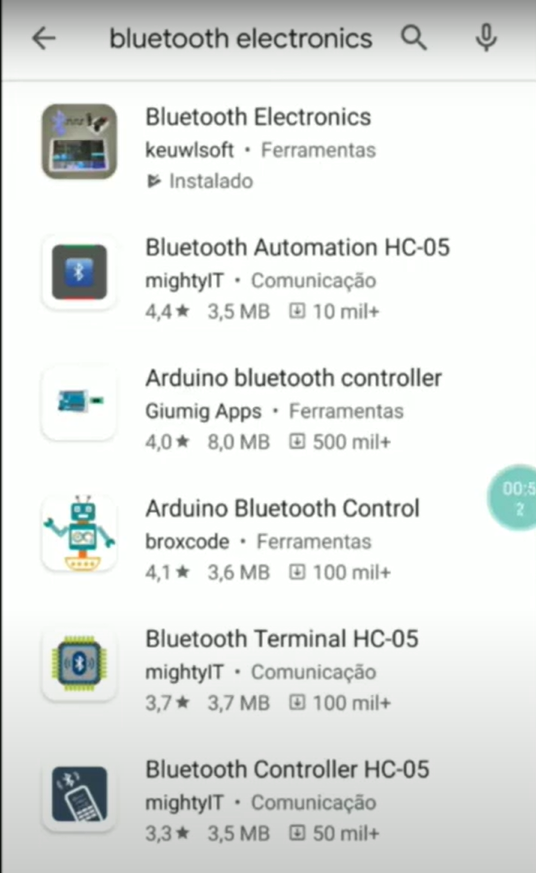 bluetooth electronics
Bluetooth Electronics
keuwlsoft • Ferramentas
Instalado
Bluetooth Automation HC-05
mightyIT • Comunicação
4,4★ 3,5 MB 10 mil+
Arduino bluetooth controller
Giumig Apps • Ferramentas
4,0★ 8,0 MB 500 mil+
00:5
2
Arduino Bluetooth Control
broxcode • Ferramentas
4,1★ 3,6 MB 100 mil+
Bluetooth Terminal HC-05
mightyIT • Comunicação
3,7★ 3,7 MB 100 mil+
Bluetooth Controller HC-05
mightyIT • Comunicação
3,3★ 3,5 MB 50 mil+